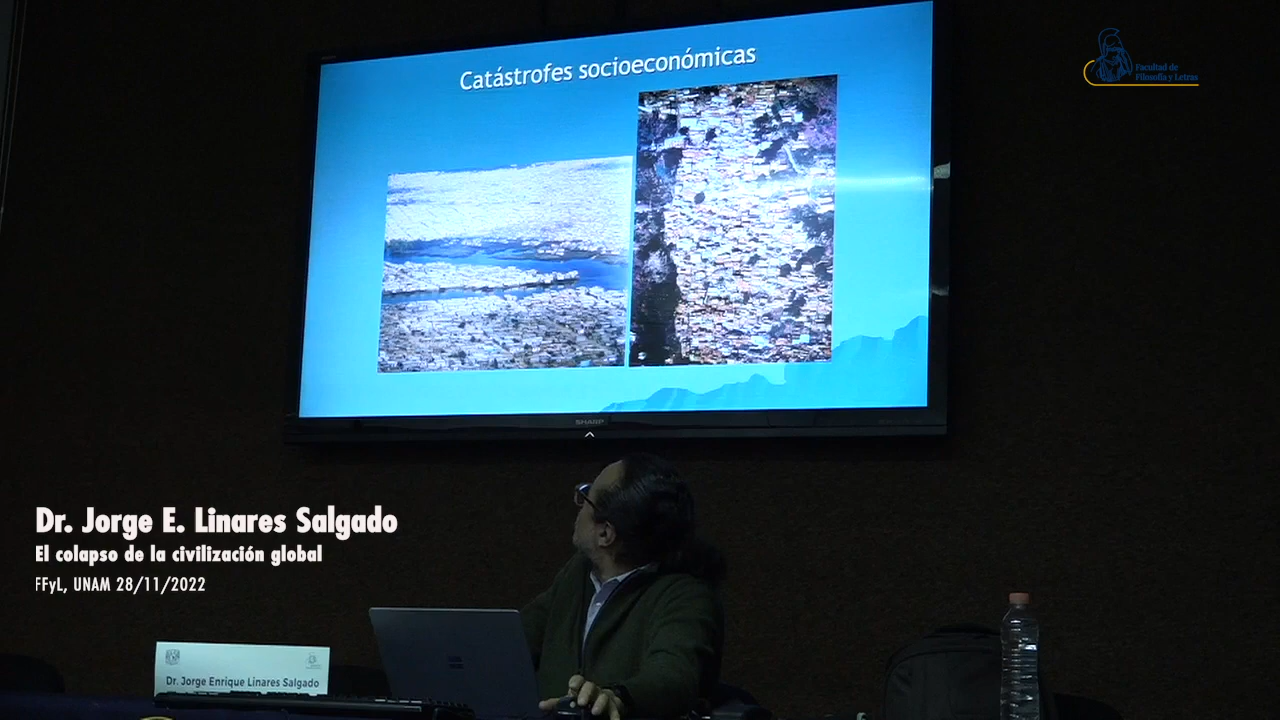 Catástrofes socioeconómicas
Facultad de
Filosofía y Letras
SHARP
Dr. Jorge E. Linares Salgado
El colapso de la civilización global
FFyL, UNAM 28/11/2022
Dr. Jorge Enrique Linares Salgado